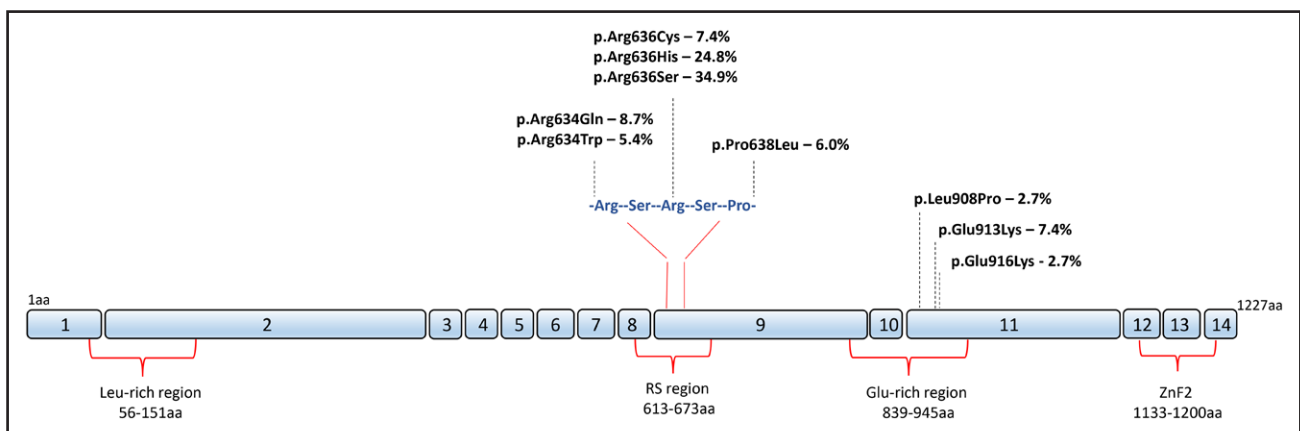 p.Arg636Cys – 7.4%
p.Arg636His – 24.8%
p.Arg636Ser – 34.9%
p.Arg634Gln – 8.7%
p.Arg634Trp – 5.4%
p.Pro638Leu – 6.0%
-Arg--Ser--Arg--Ser--Pro-
p.Leu908Pro – 2.7%
p.Glu913Lys – 7.4%
p.Glu916Lys - 2.7%
1aa
1227aa
1 2 3 4 5 6 7 8 9 10 11 12 13 14
Leu-rich region
56-151aa
RS region
613-673aa
Glu-rich region
839-945aa
ZnF2
1133-1200aa